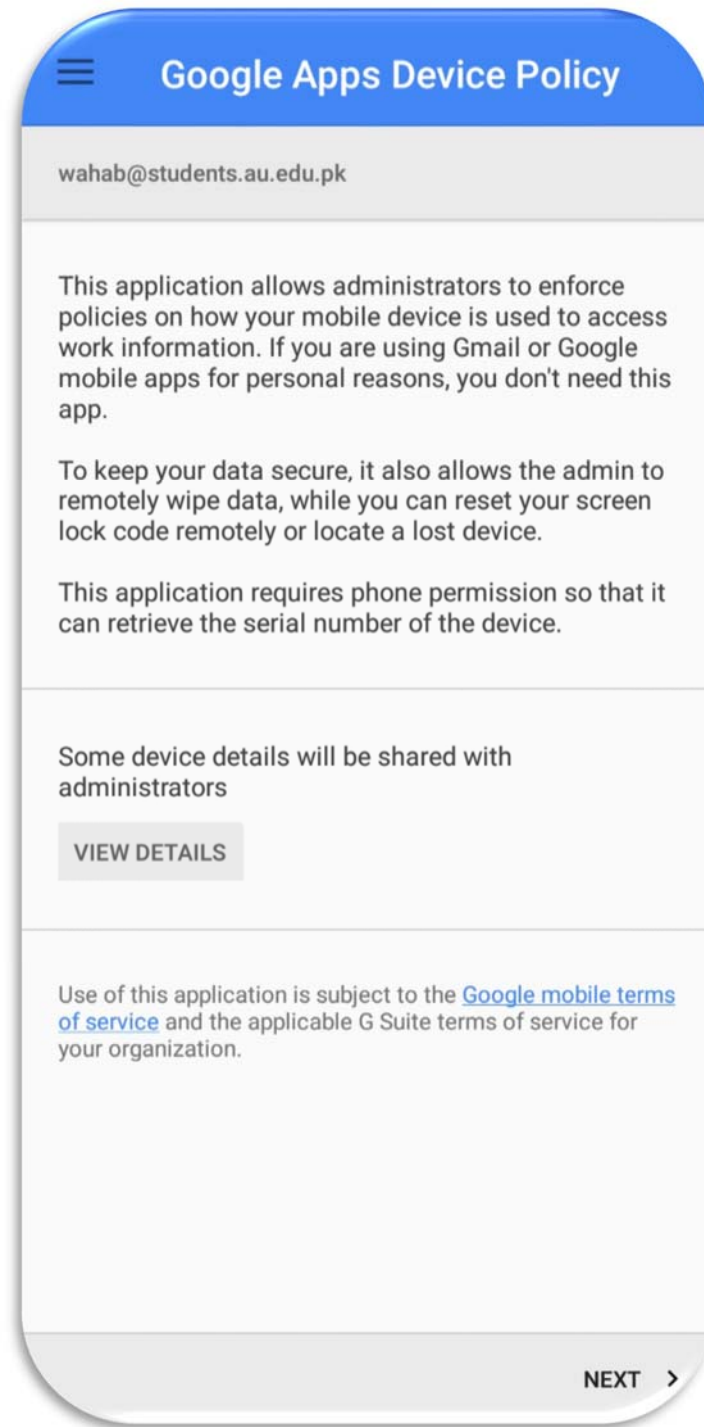 Google Apps Device Policy
wahab@students.au.edu.pk
This application allows administrators to enforce
policies on how your mobile device is used to access
work information. If you are using Gmail or Google
mobile apps for personal reasons, you don't need this
app.
To keep your data secure, it also allows the admin to
remotely wipe data, while you can reset your screen
lock code remotely or locate a lost device.
This application requires phone permission so that it
can retrieve the serial number of the device.
Some device details will be shared with
administrators
VIEW DETAILS
Use of this application is subject to the Google mobile terms
of service and the applicable G Suite terms of service for
your organization.
NEXT